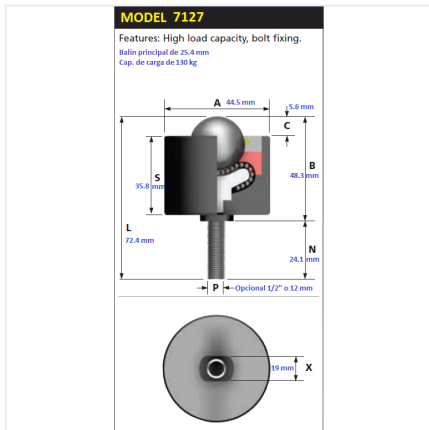 MODEL 7127
Features: High load capacity, bolt fixing.
Balin principal de 25.4 mm
Cap. de carga de 130 kg
A 44.5 mm
5.6 mm
C
S
35.8 mm
B
48.3 mm
L
72.4 mm
N
24.1 mm
P Opcional 1/2" o 12 mm
19 mm X